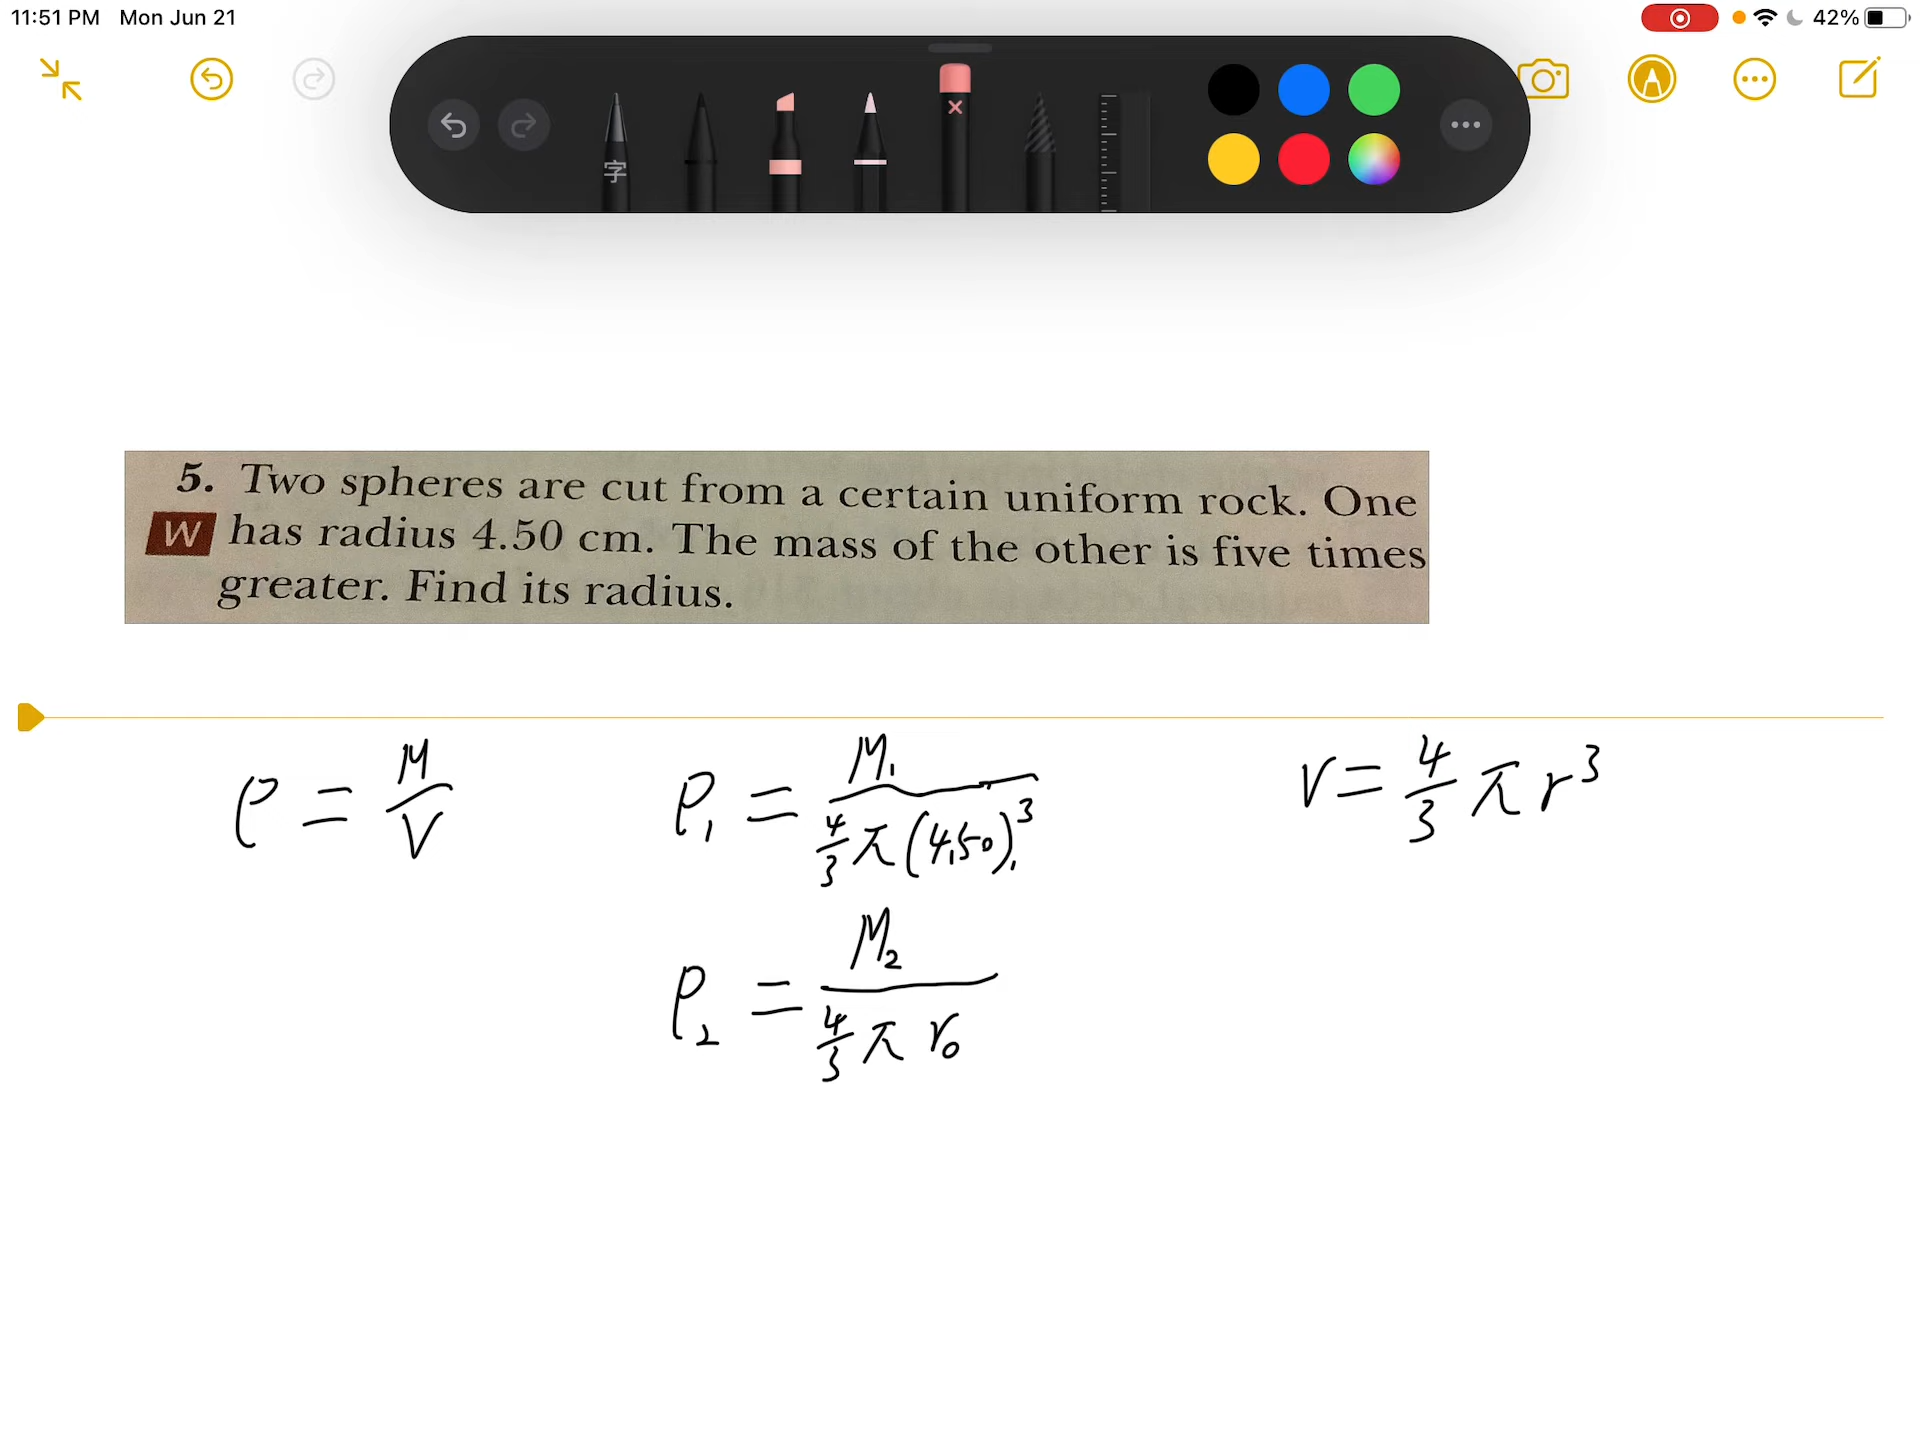 11:51 PM Mon Jun 21
42%
字
5. Two spheres are cut from a certain uniform rock. One
W has radius 4.50 cm. The mass of the other is five times
greater. Find its radius.
ρ = M/V
ρ₁ = M₁/(4/3 π (4.50)³)
V = 4/3 π r³
ρ₂ = M₂/(4/3 π r₀)